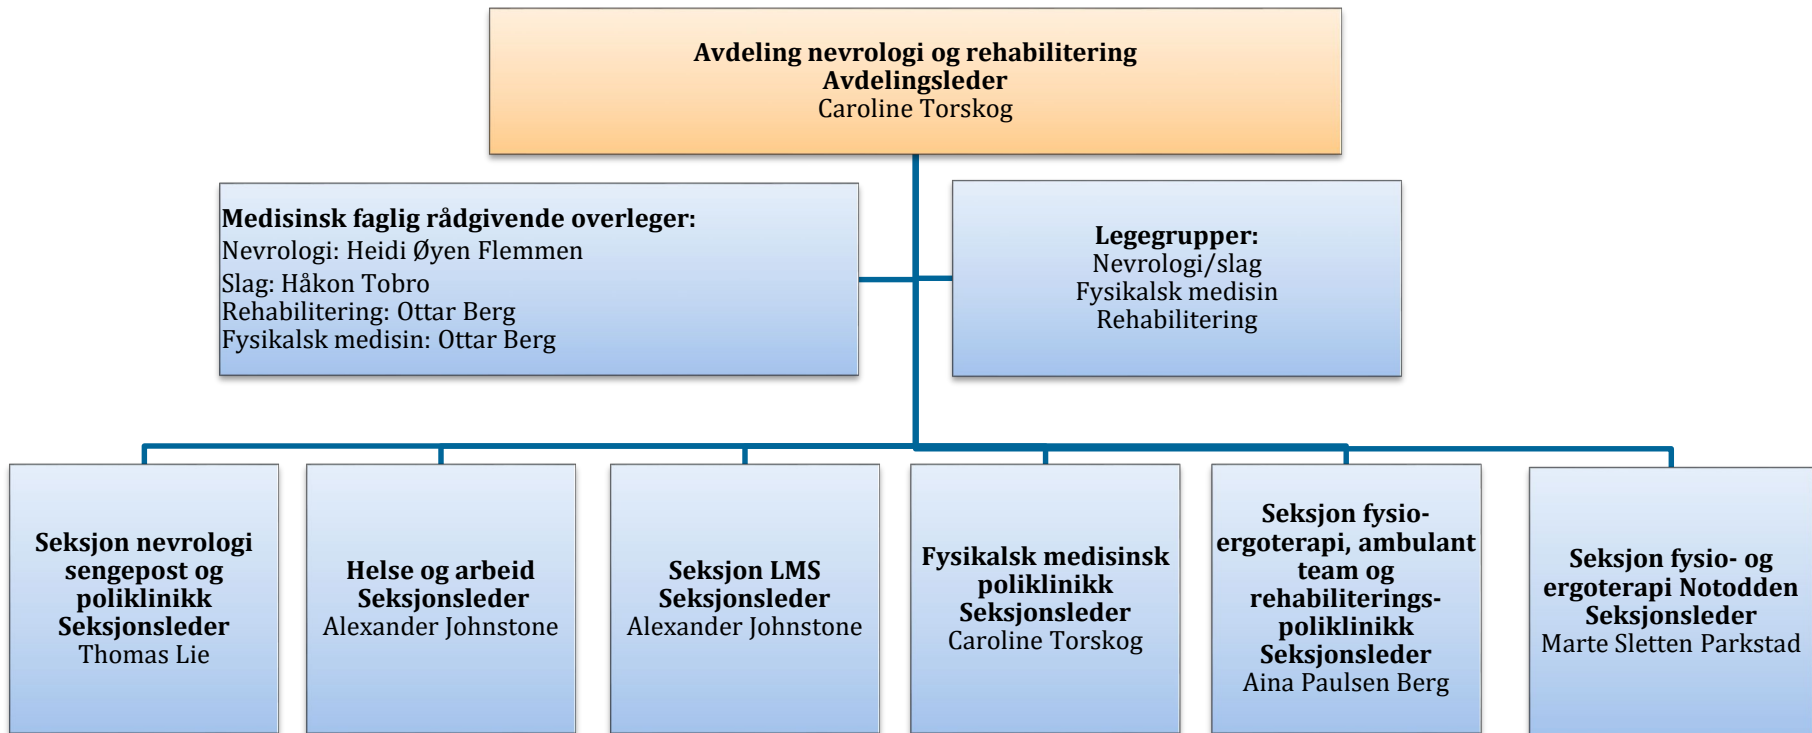 Avdeling nevrologi og rehabilitering
Avdelingsleder
Caroline Torskog
Medisinsk faglig rådgivende overleger:
Nevrologi: Heidi Øyen Flemmen
Slag: Håkon Tobro
Rehabilitering: Ottar Berg
Fysikalsk medisin: Ottar Berg
Legegrupper:
Nevrologi/slag
Fysikalsk medisin
Rehabilitering
Seksjon nevrologi
sengepost og
poliklinikk
Seksjonsleder
Thomas Lie
Helse og arbeid
Seksjonsleder
Alexander Johnstone
Seksjon LMS
Seksjonsleder
Alexander Johnstone
Fysikalsk medisinsk
poliklinikk
Seksjonsleder
Caroline Torskog
Seksjon fysio-
ergoterapi, ambulant
team og
rehabiliterings-
poliklinikk
Seksjonsleder
Aina Paulsen Berg
Seksjon fysio- og
ergoterapi Notodden
Seksjonsleder
Marte Sletten Parkstad